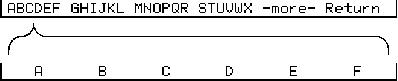 ABCDEF GHIJKL MNOPQR STUVWX -more- Return
A B C D E F